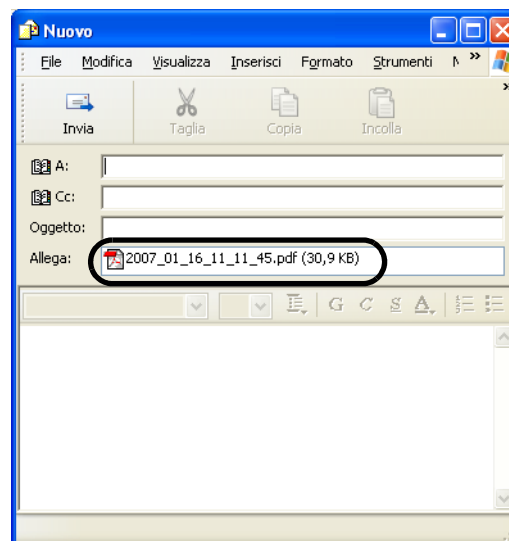 Nuovo
File Modifica Visualizza Inserisci Formato Strumenti »
Invia Taglia Copia Incolla »
A:
Cc:
Oggetto:
Allega: 2007_01_16_11_11_45.pdf (30,9 KB)
G C S A